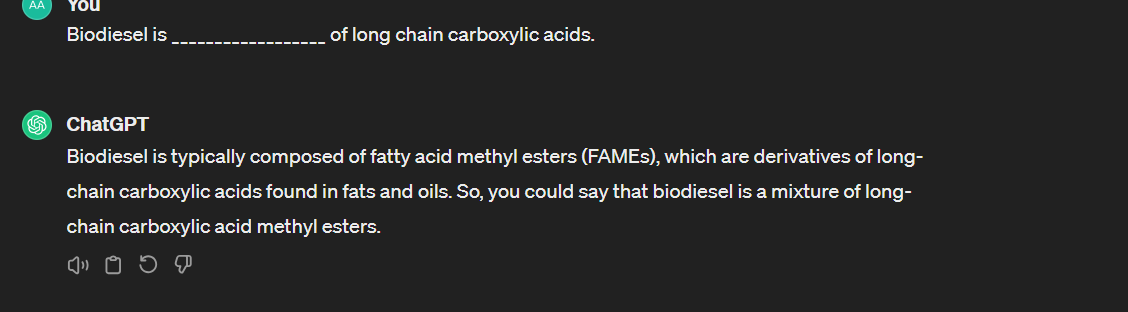 AA You
Biodiesel is __________________ of long chain carboxylic acids.
ChatGPT
Biodiesel is typically composed of fatty acid methyl esters (FAMEs), which are derivatives of long-
chain carboxylic acids found in fats and oils. So, you could say that biodiesel is a mixture of long-
chain carboxylic acid methyl esters.